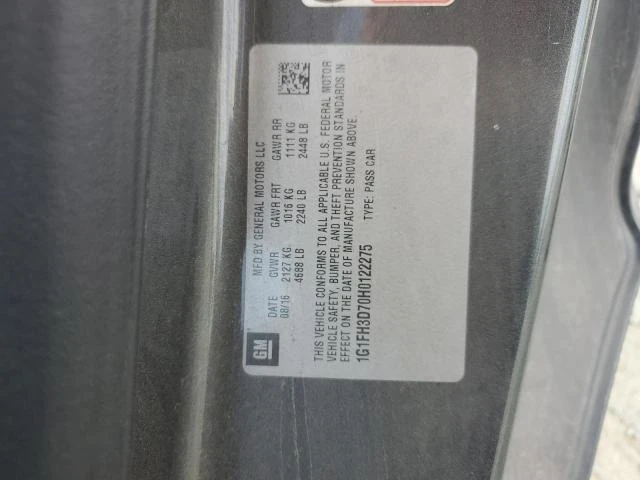 GM
MFD BY GENERAL MOTORS LLC
DATE GVWR GAWR FRT GAWR RR
08/16 2127 KG 1016 KG 1111 KG
4688 LB 2240 LB 2448 LB
THIS VEHICLE CONFORMS TO ALL APPLICABLE U.S. FEDERAL MOTOR
VEHICLE SAFETY, BUMPER, AND THEFT PREVENTION STANDARDS IN
EFFECT ON THE DATE OF MANUFACTURE SHOWN ABOVE.
1G1FH3D70H0122275 TYPE: PASS CAR